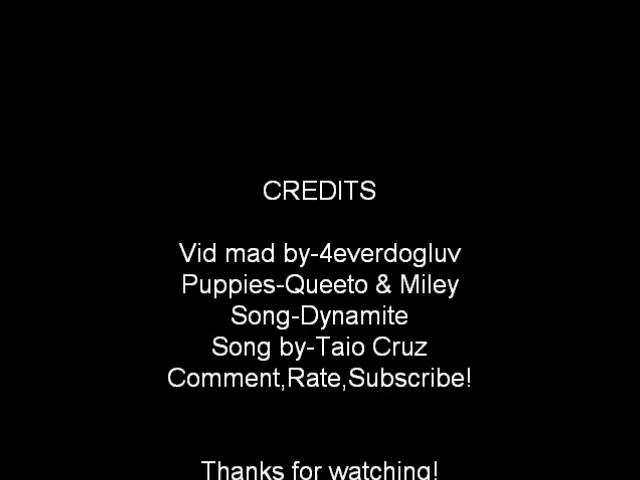 CREDITS
Vid mad by-4everdogluv
Puppies-Queeto & Miley
Song-Dynamite
Song by-Taio Cruz
Comment,Rate,Subscribe!
Thanks for watching!